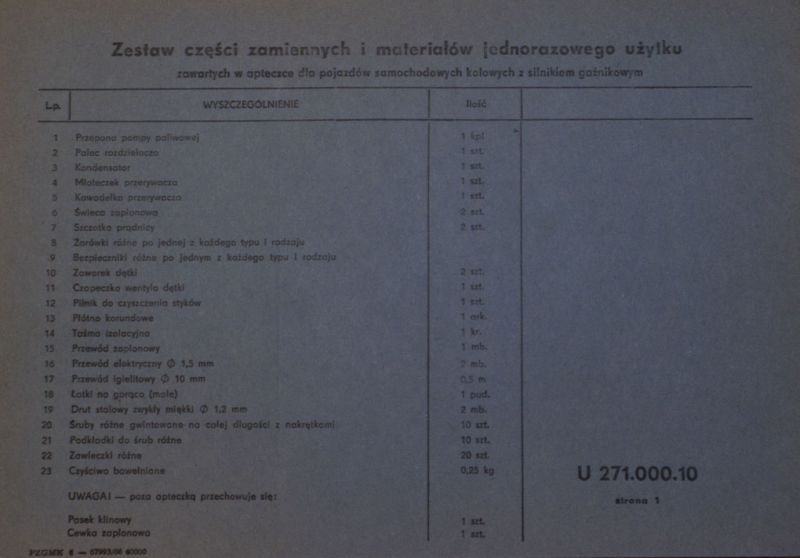 Zestaw części zamiennych i materiałów jednorazowego użytku
zawartych w apteczce dla pojazdów samochodowych kołowych z silnikiem gaźnikowym
Lp. WYSZCZEGÓLNIENIE Ilość
1 Przepona pompy paliwowej 1 kpl
2 Palec rozdzielacza 1 szt.
3 Kondensator 1 szt.
4 Młoteczek przerywacza 1 szt.
5 Kowadełko przerywacza 1 szt.
6 Świeca zapłonowa 2 szt.
7 Szczotka prądnicy 2 szt.
8 Żarówki różne po jednej z każdego typu i rodzaju
9 Bezpieczniki różne po jednym z każdego typu i rodzaju
10 Zaworek dętki 2 szt.
11 Czapeczka wentyla dętki 1 szt.
12 Pilnik do czyszczenia styków 1 szt.
13 Płótno korundowe 1 ark.
14 Taśma izolacyjna 1 kr.
15 Przewód zapłonowy 1 mb.
16 Przewód elektryczny ∅ 1,5 mm 2 mb.
17 Przewód igielitowy ∅ 10 mm 0,5 m
18 Łatki na gorąco (małe) 1 pud.
19 Drut stalowy zwykły miękki ∅ 1,2 mm 2 mb.
20 Śruby różne gwintowane na całej długości z nakrętkami 10 szt.
21 Podkładki do śrub różne 10 szt.
22 Zawleczki różne 20 szt.
23 Czyściwo bawełniane 0,25 kg
U 271.000.10
strona 1
UWAGA! — poza apteczką przechowuje się:
Pasek klinowy 1 szt.
Cewka zapłonowa 1 szt.
PZGMK